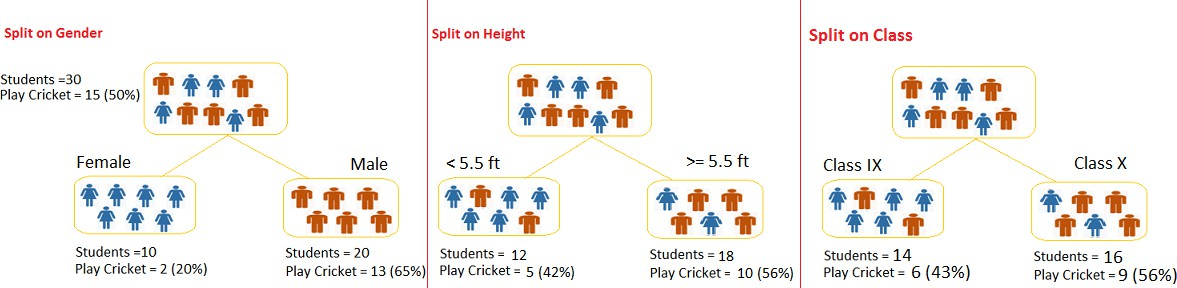 Split on Gender
Students =30
Play Cricket = 15 (50%)
Female
Male
Students =10
Play Cricket = 2 (20%)
Students = 20
Play Cricket = 13 (65%)
Split on Height
< 5.5 ft
>= 5.5 ft
Students = 12
Play Cricket = 5 (42%)
Students = 18
Play Cricket = 10 (56%)
Split on Class
Class IX
Class X
Students = 14
Play Cricket = 6 (43%)
Students = 16
Play Cricket = 9 (56%)